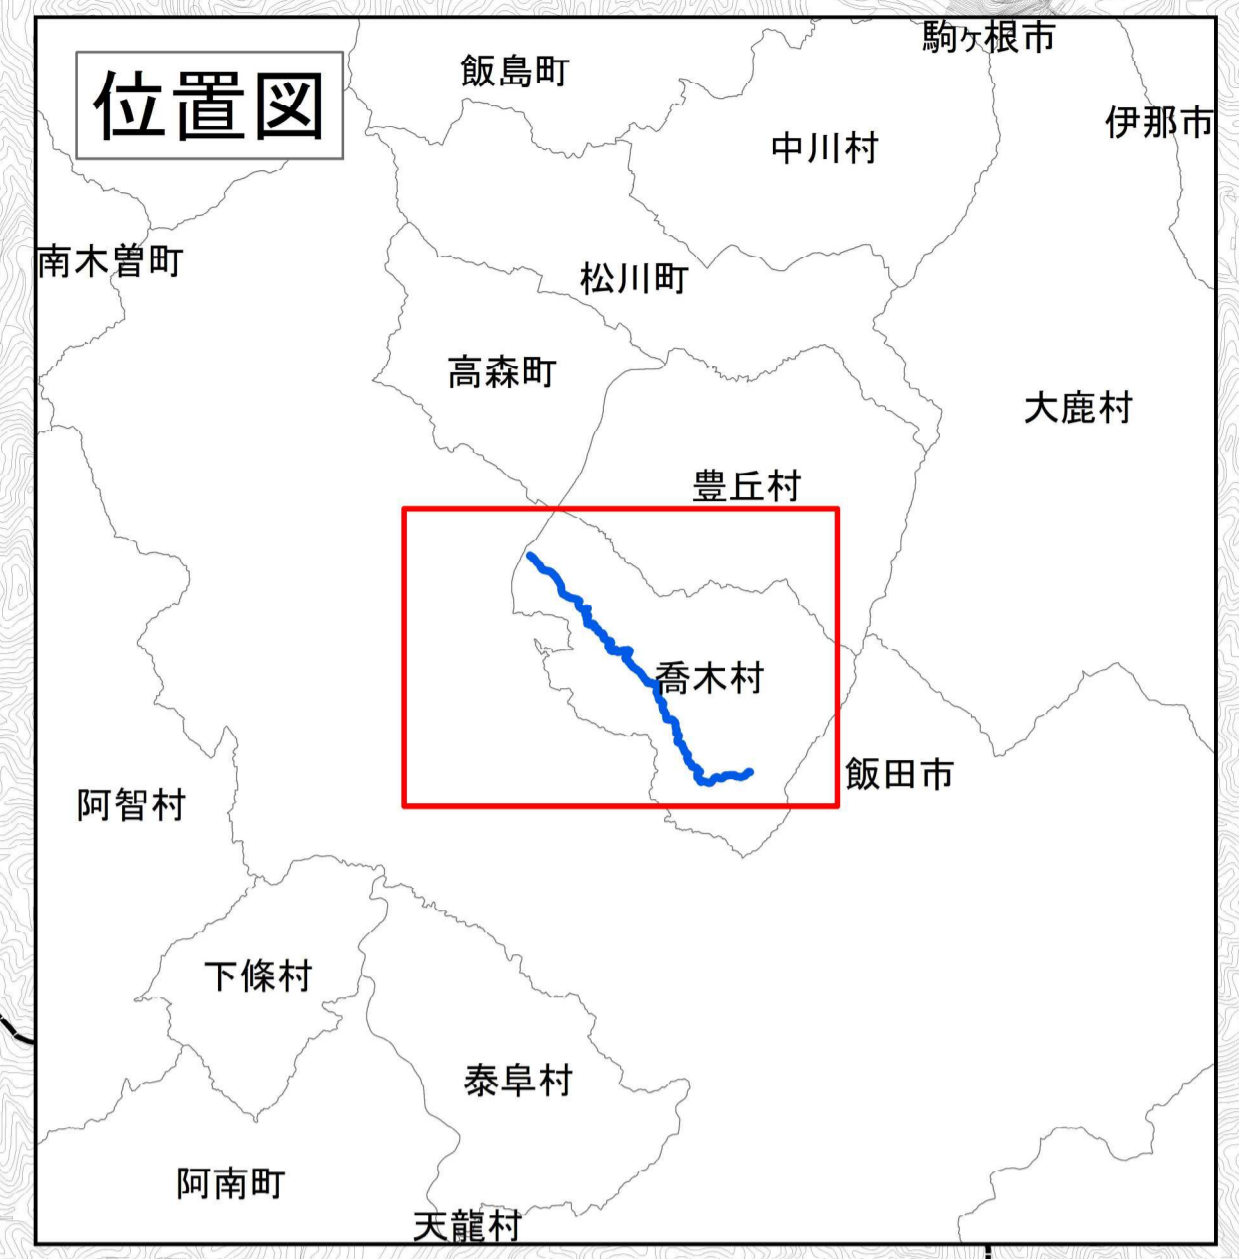 位置図
駒ヶ根市
飯島町
伊那市
中川村
南木曽町
松川町
高森町
大鹿村
豊丘村
喬木村
飯田市
阿智村
下條村
泰阜村
阿南町
天龍村